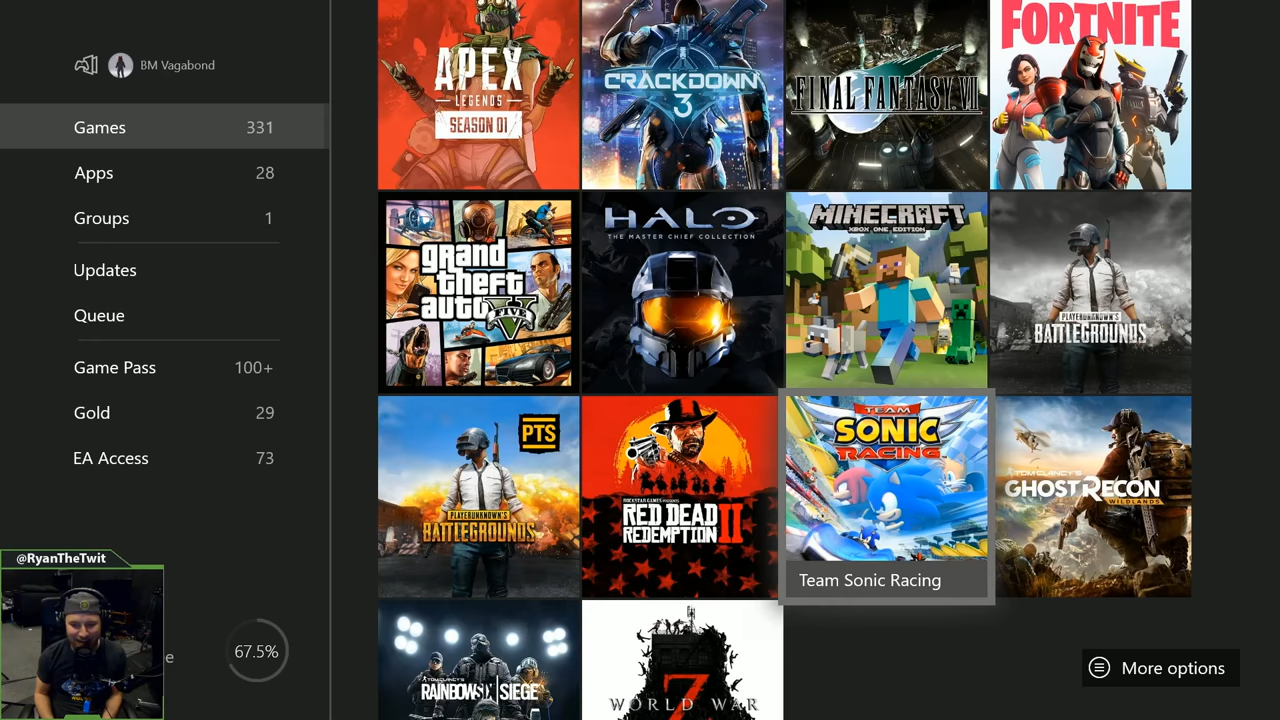 BM Vagabond
Games 331
Apps 28
Groups 1
Updates
Queue
Game Pass 100+
Gold 29
EA Access 73
@RyanTheTwit
e
67.5%
APEX
LEGENDS
SEASON 01
CRACKDOWN
3
FINAL FANTASY VII
FORTNITE
grand
theft
auto
FIVE
HALO
THE MASTER CHIEF COLLECTION
MINECRAFT
XBOX ONE EDITION
PLAYERUNKNOWN'S
BATTLEGROUNDS
PTS
PLAYERUNKNOWN'S
BATTLEGROUNDS
ROCKSTAR GAMES PRESENTS
RED DEAD
REDEMPTION II
TEAM
SONIC
RACING
Team Sonic Racing
TOM CLANCY'S
GHOST RECON
WILDLANDS
TOM CLANCY'S
RAINBOW SIX SIEGE
WORLD WAR
Z
More options